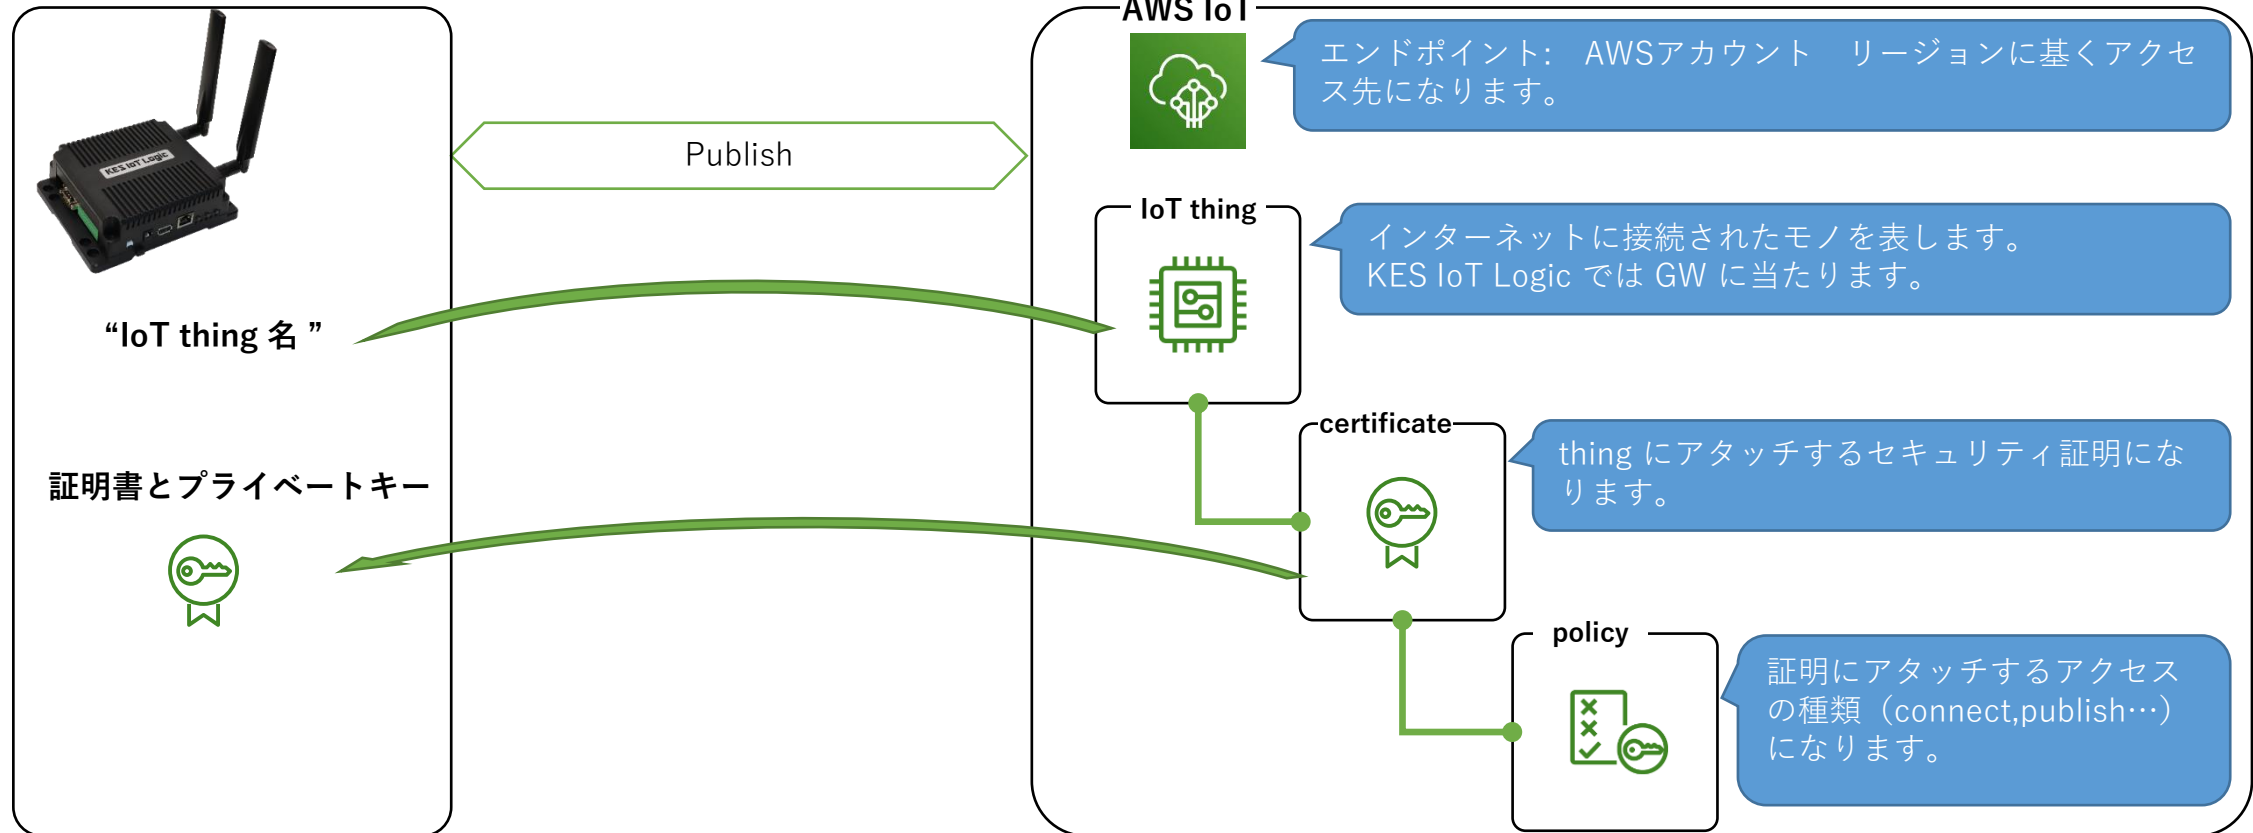 AWS IoT
エンドポイント:　AWSアカウント　リージョンに基くアクセ
ス先になります。
KES IoT Logic
Publish
IoT thing
インターネットに接続されたモノを表します。
KES IoT Logic では GW に当たります。
“IoT thing 名 ”
certificate
thing にアタッチするセキュリティ証明にな
ります。
証明書とプライベートキー
policy
証明にアタッチするアクセス
の種類（connect,publish…）
になります。